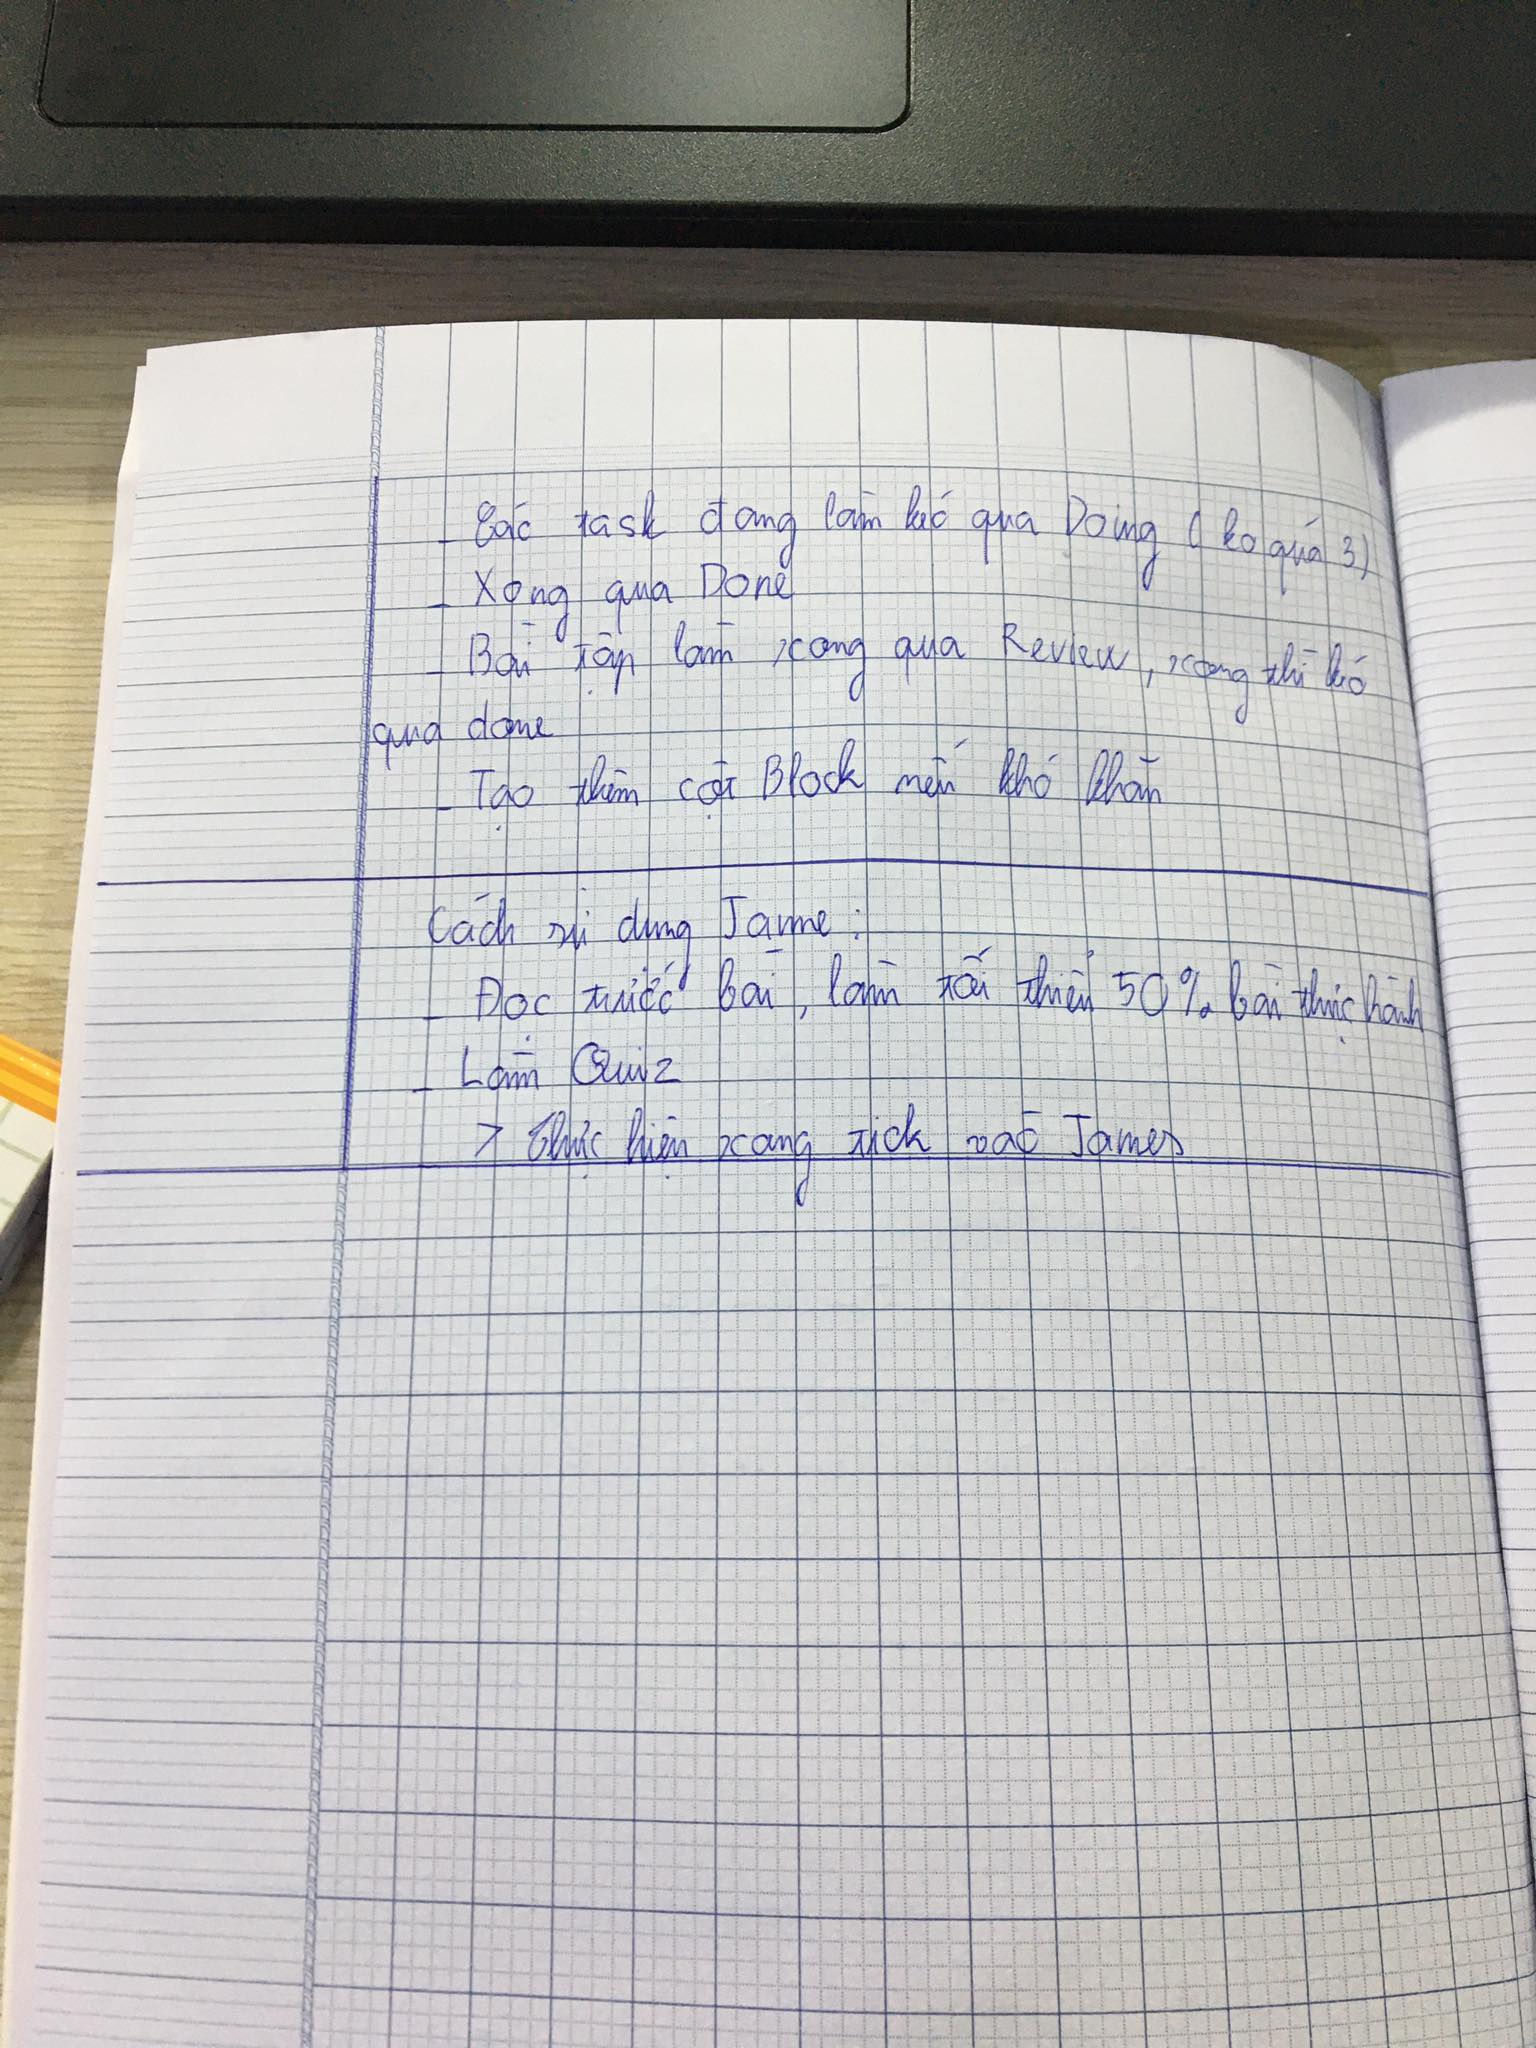 - Các task đang làm kéo qua Doing (ko quá 3)
- Xong qua Done
- Bài tập làm xong qua Review, xong thì kéo
qua done
- Tạo thêm cột Block nếu khó khăn
Cách sử dụng Jame:
- Đọc trước bài, làm tối thiểu 50% bài thực hành
- Làm Quiz
> Thực hiện xong tick vào James